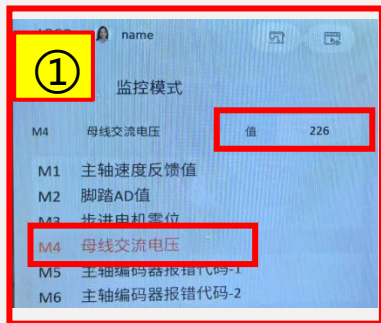 name
①
监控模式
M4 母线交流电压 值 226
M1 主轴速度反馈值
M2 脚踏AD值
M3 步进电机零位
M4 母线交流电压
M5 主轴编码器报错代码-1
M6 主轴编码器报错代码-2